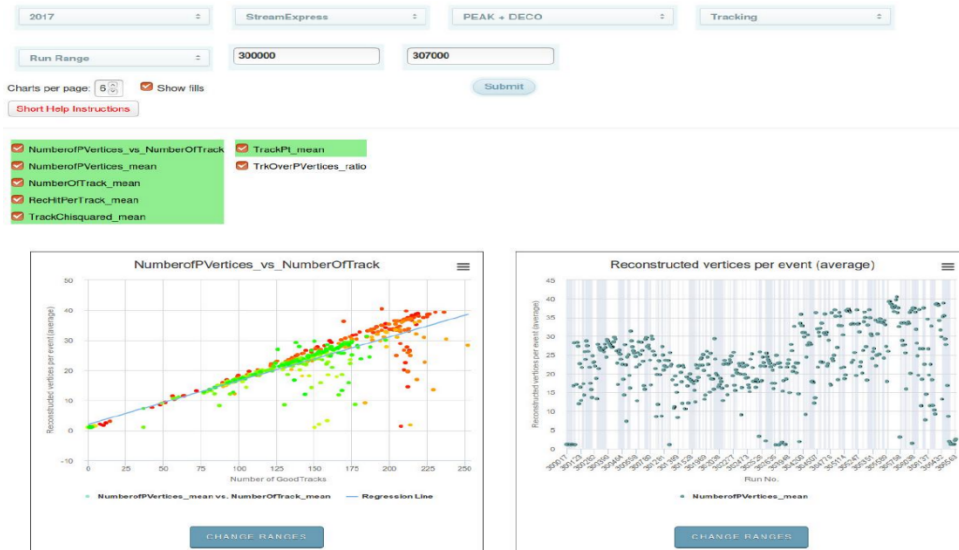 2017 StreamExpress PEAK + DECO Tracking
Run Range 300000 307000
Charts per page: 6 Show fills Submit
Short Help Instructions
NumberofPVertices_vs_NumberOfTrack TrackPt_mean
NumberofPVertices_mean TrkOverPVertices_ratio
NumberOfTrack_mean
RecHitPerTrack_mean
TrackChisquared_mean
NumberofPVertices_vs_NumberOfTrack
50
40
30
20
10
0
-10
Reconstructed vertices per event (average)
0 25 50 75 100 125 150 175 200 225 250
Number of GoodTracks
NumberofPVertices_mean vs. NumberOfTrack_mean Regression Line
CHANGE RANGES
Reconstructed vertices per event (average)
45
40
35
30
25
20
15
10
5
0
Reconstructed vertices per event (average)
Run No.
NumberofPVertices_mean
CHANGE RANGES